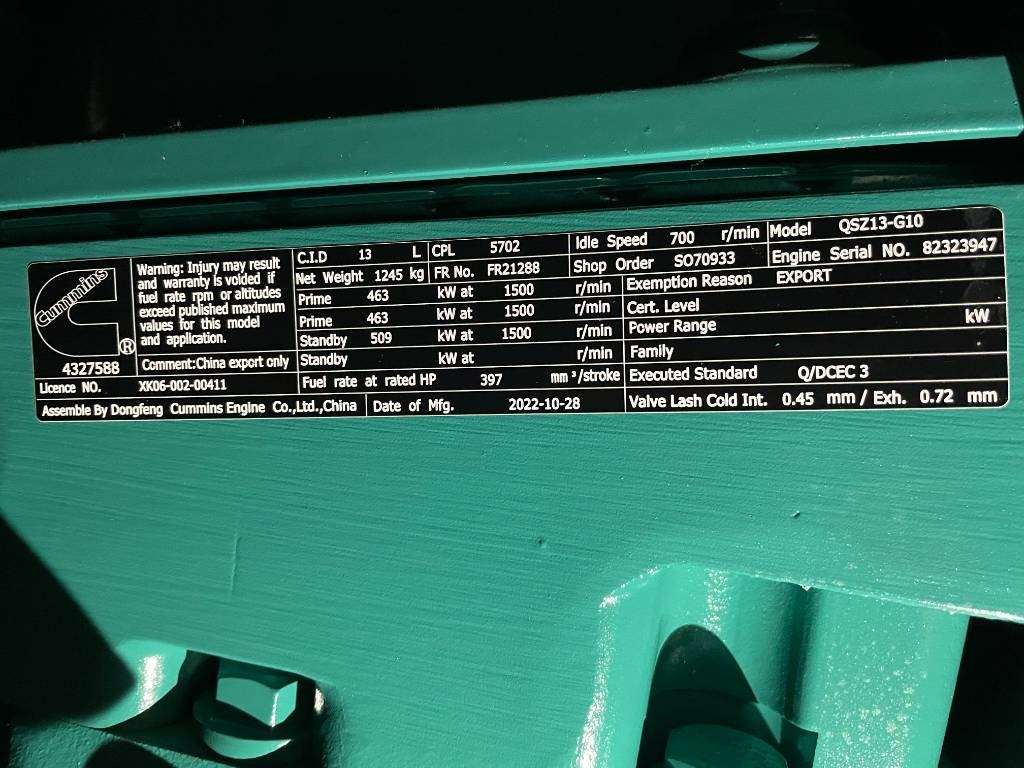 Cummins
®
4327588
Warning: Injury may result
and warranty is voided if
fuel rate rpm or altitudes
exceed published maximum
values for this model
and application.
Comment:China export only
Licence NO. XK06-002-00411
Assemble By Dongfeng Cummins Engine Co.,Ltd.,China
C.I.D 13 L CPL 5702
Net Weight 1245 kg FR No. FR21288
Prime 463 kW at 1500 r/min
Prime 463 kW at 1500 r/min
Standby 509 kW at 1500 r/min
Standby kW at r/min
Fuel rate at rated HP 397 mm³/stroke
Date of Mfg. 2022-10-28
Idle Speed 700 r/min Model QSZ13-G10
Shop Order SO70933 Engine Serial NO. 82323947
Exemption Reason EXPORT
Cert. Level
Power Range kW
Family
Executed Standard Q/DCEC 3
Valve Lash Cold Int. 0.45 mm / Exh. 0.72 mm